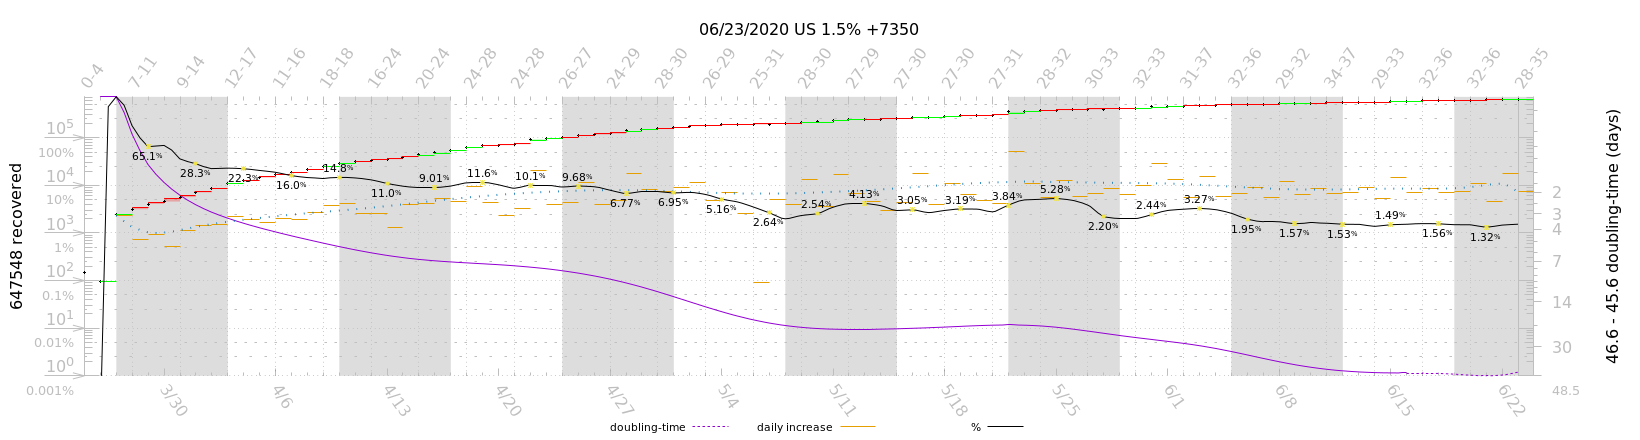 06/23/2020 US 1.5% +7350
0-4 7-11 9-14 12-17 11-16 18-18 16-24 20-24 24-28 24-28 26-27 24-29 28-30 26-29 25-31 28-30 27-29 27-30 27-30 27-31 28-32 30-33 32-33 31-37 32-36 29-32 34-37 29-33 32-36 32-36 28-35
647548 recovered
10⁵
100%
10⁴
10%
10³
1%
10²
0.1%
10¹
0.01%
10⁰
0.001%
65.1% 28.3% 22.3% 16.0% 14.8% 11.0% 9.01% 11.6% 10.1% 9.68% 6.77% 6.95% 5.16% 2.64% 2.54% 4.13% 3.05% 3.19% 3.84% 5.28% 2.20% 2.44% 3.27% 1.95% 1.57% 1.53% 1.49% 1.56% 1.32%
2
3
4
7
14
30
48.5
46.6 - 45.6 doubling-time (days)
3/30 4/6 4/13 4/20 4/27 5/4 5/11 5/18 5/25 6/1 6/8 6/15 6/22
doubling-time daily increase %